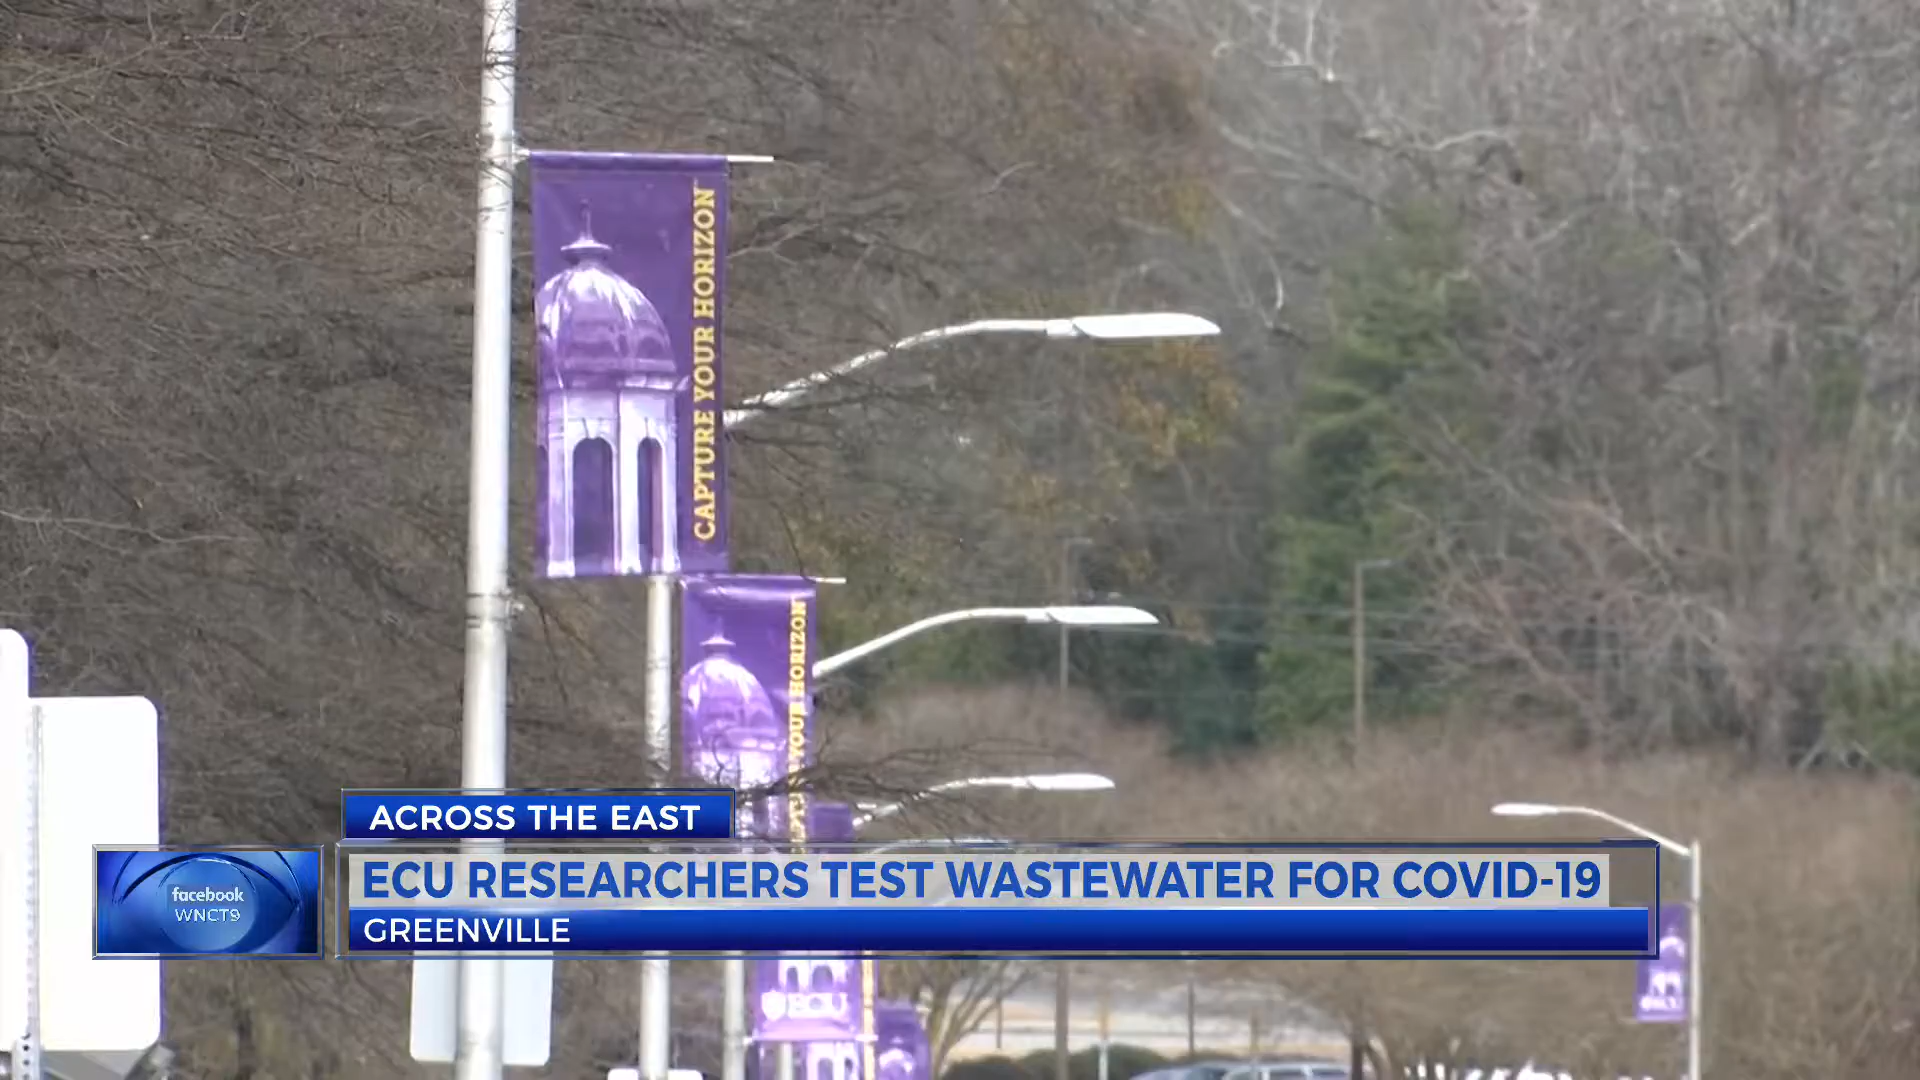 CAPTURE YOUR HORIZON
YOUR HORIZON
ACROSS THE EAST
ECU RESEARCHERS TEST WASTEWATER FOR COVID-19
facebook
WNCT9
GREENVILLE
ECU